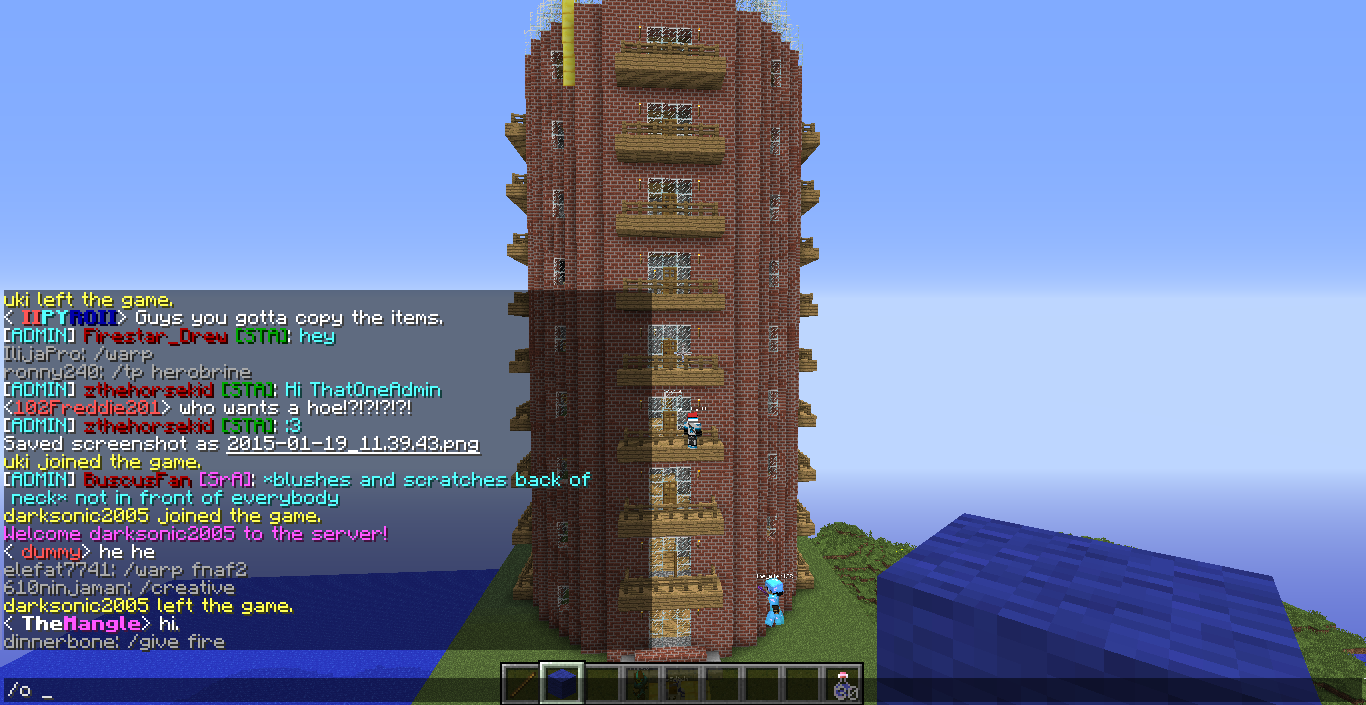 uki left the game.
< IIPYROII> Guys you gotta copy the items.
[ADMIN] Firestar_Drew [STA]: hey
IlijaPro: /warp
ronny240: /tp herobrine
[ADMIN] xthehorsekid [STA]: Hi ThatOneAdmin
<102Freddie201> who wants a hoe!?!?!?!?!
[ADMIN] xthehorsekid [STA]: :3
Saved screenshot as 2015-01-19_11.39.43.png
uki joined the game.
[ADMIN] BuscusFan [SrA]: *blushes and scratches back of
neck* not in front of everybody
darksonic2005 joined the game.
Welcome darksonic2005 to the server!
< dummy> he he
elefat7741: /warp fnaf2
610ninjaman: /creative
darksonic2005 left the game.
< TheMangle> hi.
dinnerbone: /give fire
/o _
30